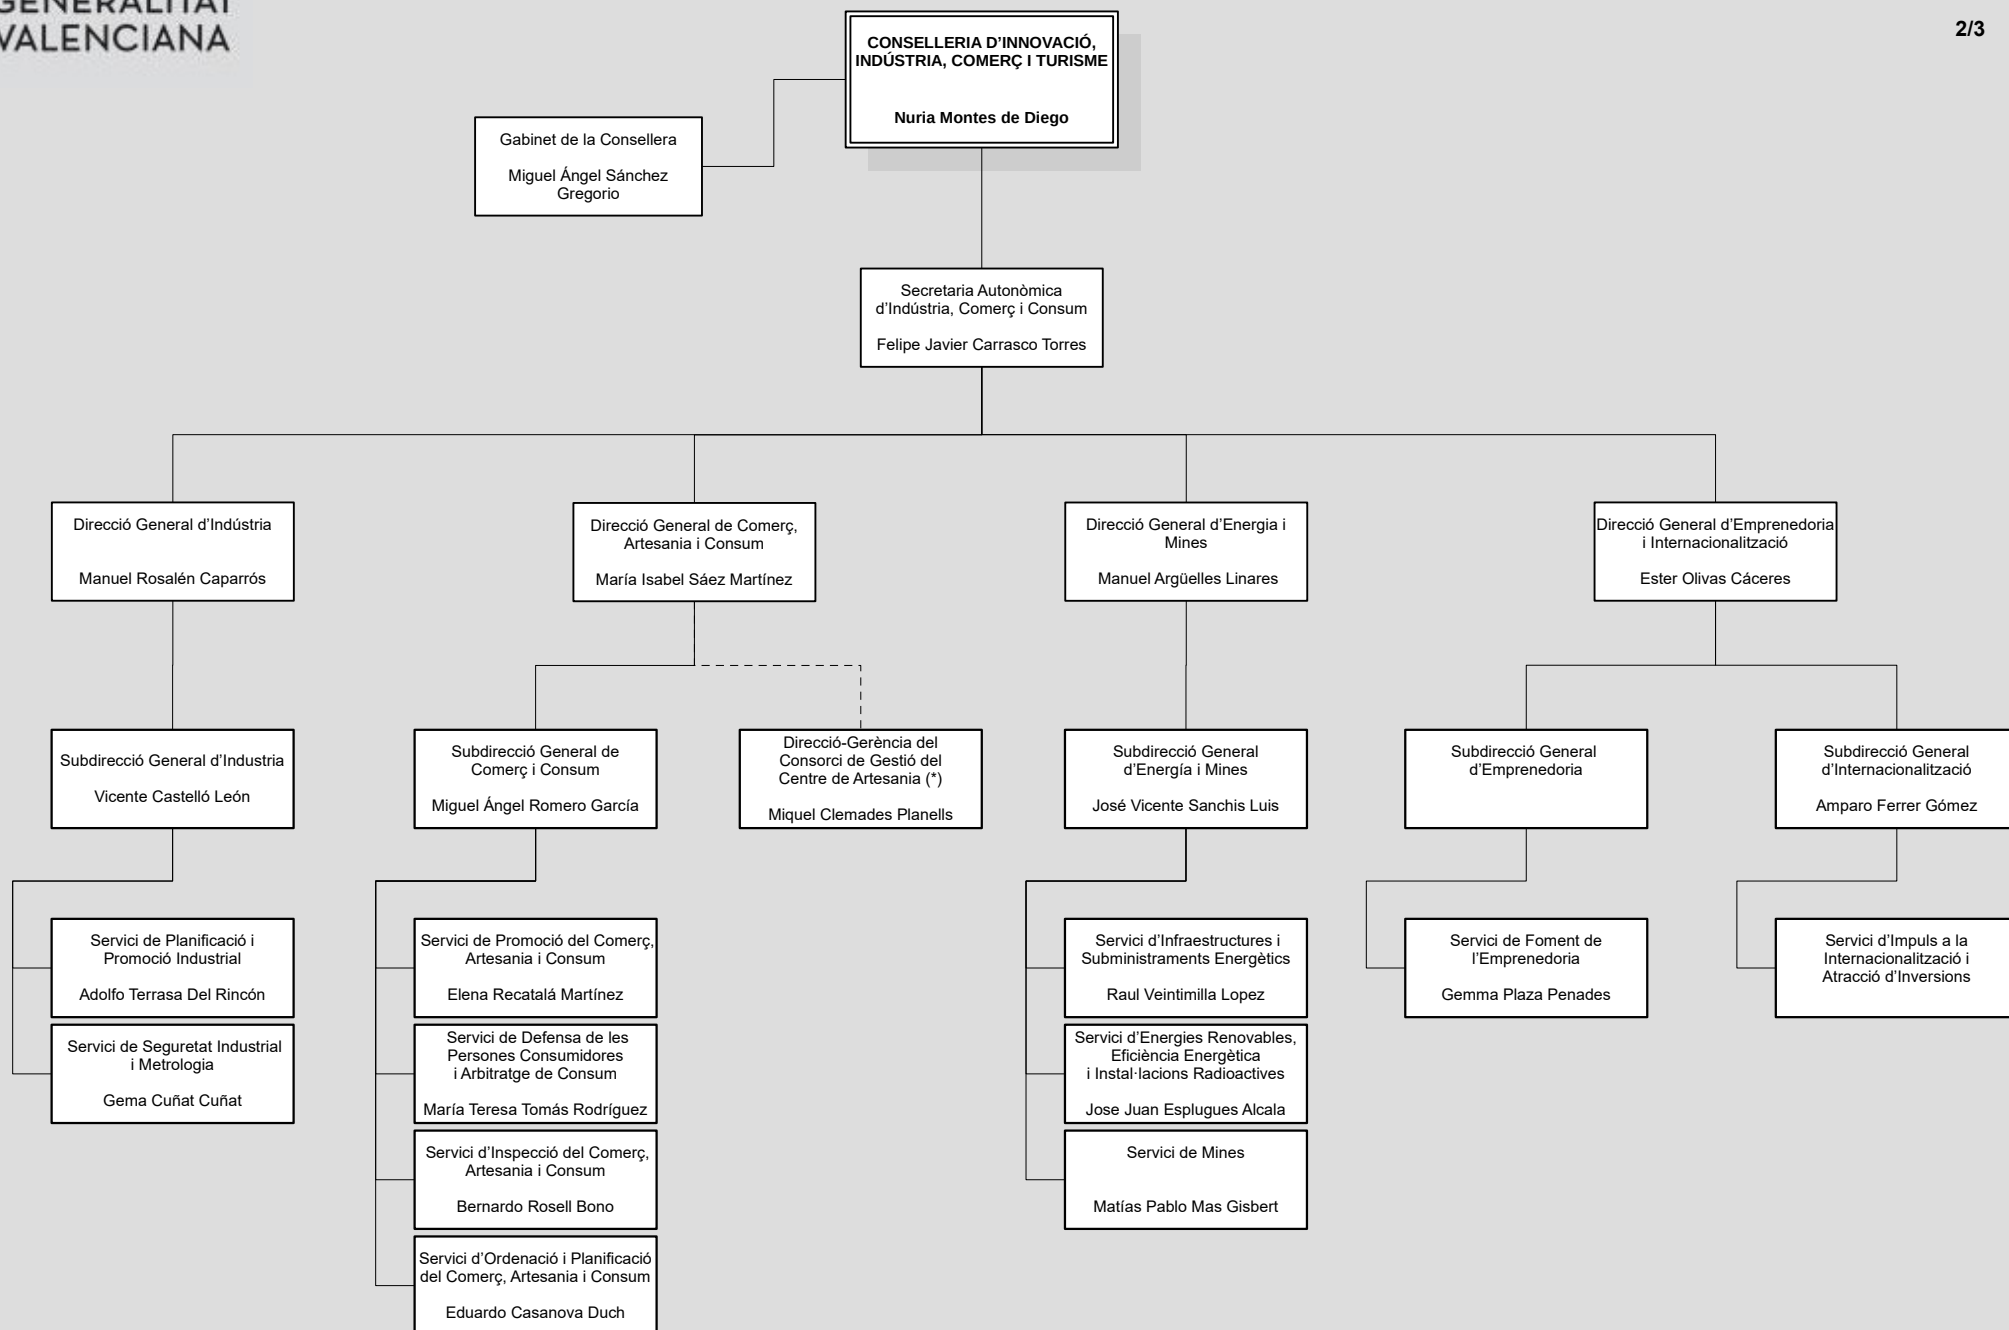 GENERALITAT
VALENCIANA
2/3
CONSELLERIA D’INNOVACIÓ,
INDÚSTRIA, COMERÇ I TURISME
Nuria Montes de Diego
Gabinet de la Consellera
Miguel Ángel Sánchez
Gregorio
Secretaria Autonòmica
d’Indústria, Comerç i Consum
Felipe Javier Carrasco Torres
Direcció General d’Indústria
Manuel Rosalén Caparrós
Direcció General de Comerç,
Artesania i Consum
María Isabel Sáez Martínez
Direcció General d’Energia i
Mines
Manuel Argüelles Linares
Direcció General d’Emprenedoria
i Internacionalització
Ester Olivas Cáceres
Subdirecció General d’Industria
Vicente Castelló León
Subdirecció General de
Comerç i Consum
Miguel Ángel Romero García
Direcció-Gerència del
Consorci de Gestió del
Centre de Artesania (*)
Miquel Clemades Planells
Subdirecció General
d’Energía i Mines
José Vicente Sanchis Luis
Subdirecció General
d’Emprenedoria
Subdirecció General
d’Internacionalització
Amparo Ferrer Gómez
Servici de Planificació i
Promoció Industrial
Adolfo Terrasa Del Rincón
Servici de Seguretat Industrial
i Metrologia
Gema Cuñat Cuñat
Servici de Promoció del Comerç,
Artesania i Consum
Elena Recatalá Martínez
Servici de Defensa de les
Persones Consumidores
i Arbitratge de Consum
María Teresa Tomás Rodríguez
Servici d’Inspecció del Comerç,
Artesania i Consum
Bernardo Rosell Bono
Servici d’Ordenació i Planificació
del Comerç, Artesania i Consum
Eduardo Casanova Duch
Servici d’Infraestructures i
Subministraments Energètics
Raul Veintimilla Lopez
Servici d’Energies Renovables,
Eficiència Energètica
i Instal·lacions Radioactives
Jose Juan Esplugues Alcala
Servici de Mines
Matías Pablo Mas Gisbert
Servici de Foment de
l’Emprenedoria
Gemma Plaza Penades
Servici d’Impuls a la
Internacionalització i
Atracció d’Inversions